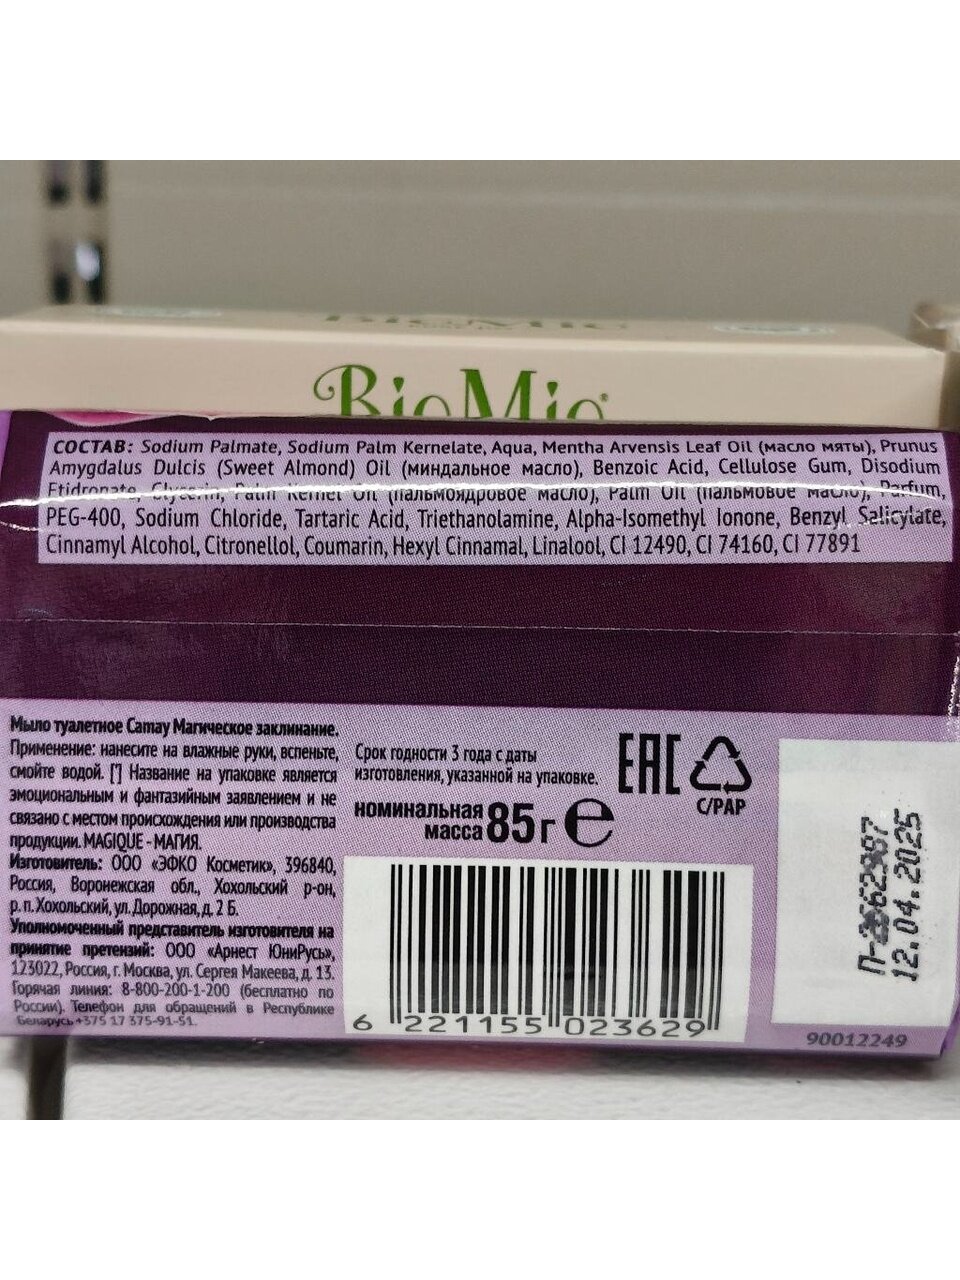 BioMio
СОСТАВ: Sodium Palmate, Sodium Palm Kernelate, Aqua, Mentha Arvensis Leaf Oil (масло мяты), Prunus
Amygdalus Dulcis (Sweet Almond) Oil (миндальное масло), Benzoic Acid, Cellulose Gum, Disodium
Etidronate, Glycerin, Palm Kernel Oil (пальмоядровое масло), Palm Oil (пальмовое масло), Parfum,
PEG-400, Sodium Chloride, Tartaric Acid, Triethanolamine, Alpha-Isomethyl Ionone, Benzyl Salicylate,
Cinnamyl Alcohol, Citronellol, Coumarin, Hexyl Cinnamal, Linalool, CI 12490, CI 74160, CI 77891
Мыло туалетное Camay Магическое заклинание.
Применение: нанесите на влажные руки, вспеньте,
смойте водой. (*) Название на упаковке является
эмоциональным и фантазийным заявлением и не
связано с местом происхождения или производства
продукции. MAGIQUE - МАГИЯ.
Изготовитель: ООО «ЭФКО Косметик», 396840,
Россия, Воронежская обл., Хохольский р-он,
р. п. Хохольский, ул. Дорожная, д. 2 Б.
Уполномоченный представитель изготовителя на
принятие претензий: ООО «Арнест ЮниРусь»,
123022, Россия, г. Москва, ул. Сергея Макеева, д. 13.
Горячая линия: 8-800-200-1-200 (бесплатно по
России). Телефон для обращений в Республике
Беларусь +375 17 375-91-51.
Срок годности 3 года с даты
изготовления, указанной на упаковке.
номинальная
масса 85 г e
EAC
C/PAP
6 221155 023629
12.04.2025
90012249